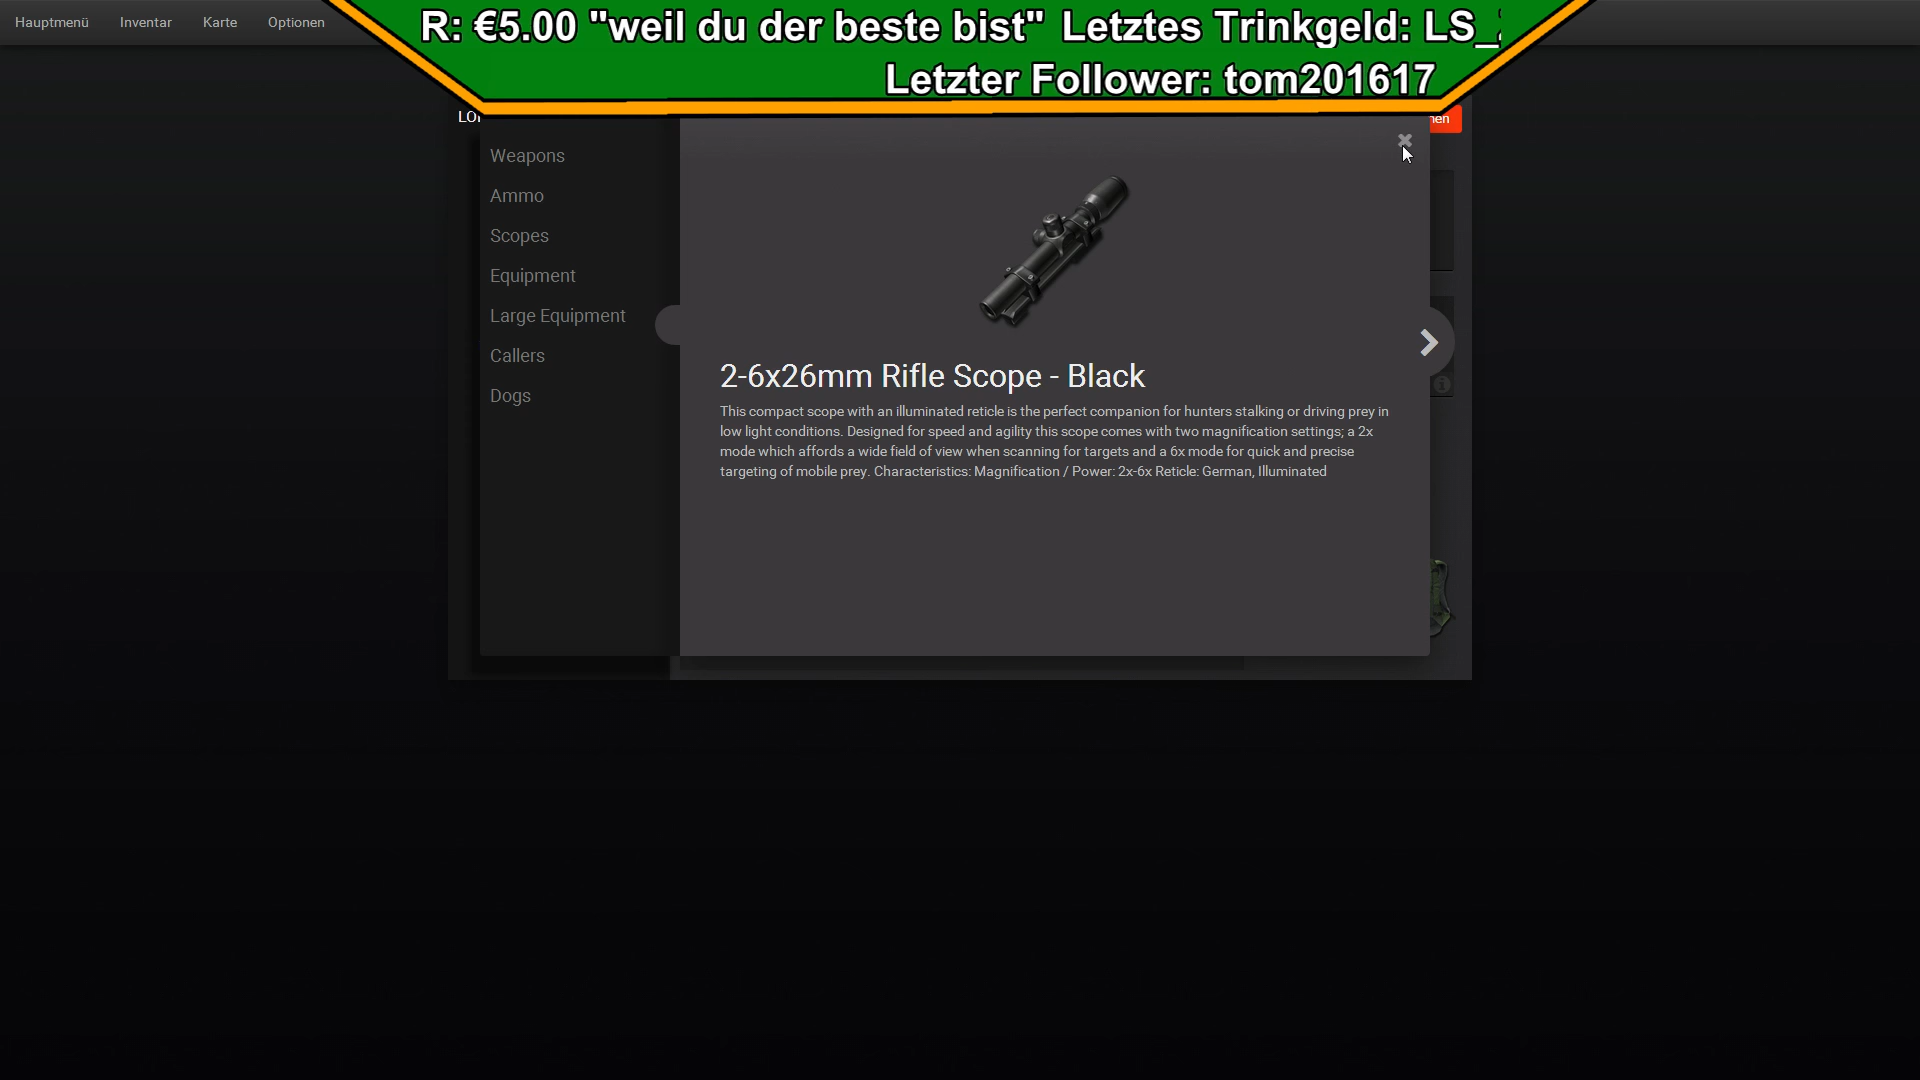 Hauptmenü Inventar Karte Optionen
R: €5.00 "weil du der beste bist" Letztes Trinkgeld: LS_
Letzter Follower: tom201617
Weapons
Ammo
Scopes
Equipment
Large Equipment
Callers
Dogs
2-6x26mm Rifle Scope - Black
This compact scope with an illuminated reticle is the perfect companion for hunters stalking or driving prey in
low light conditions. Designed for speed and agility this scope comes with two magnification settings; a 2x
mode which affords a wide field of view when scanning for targets and a 6x mode for quick and precise
targeting of mobile prey. Characteristics: Magnification / Power: 2x-6x Reticle: German, Illuminated